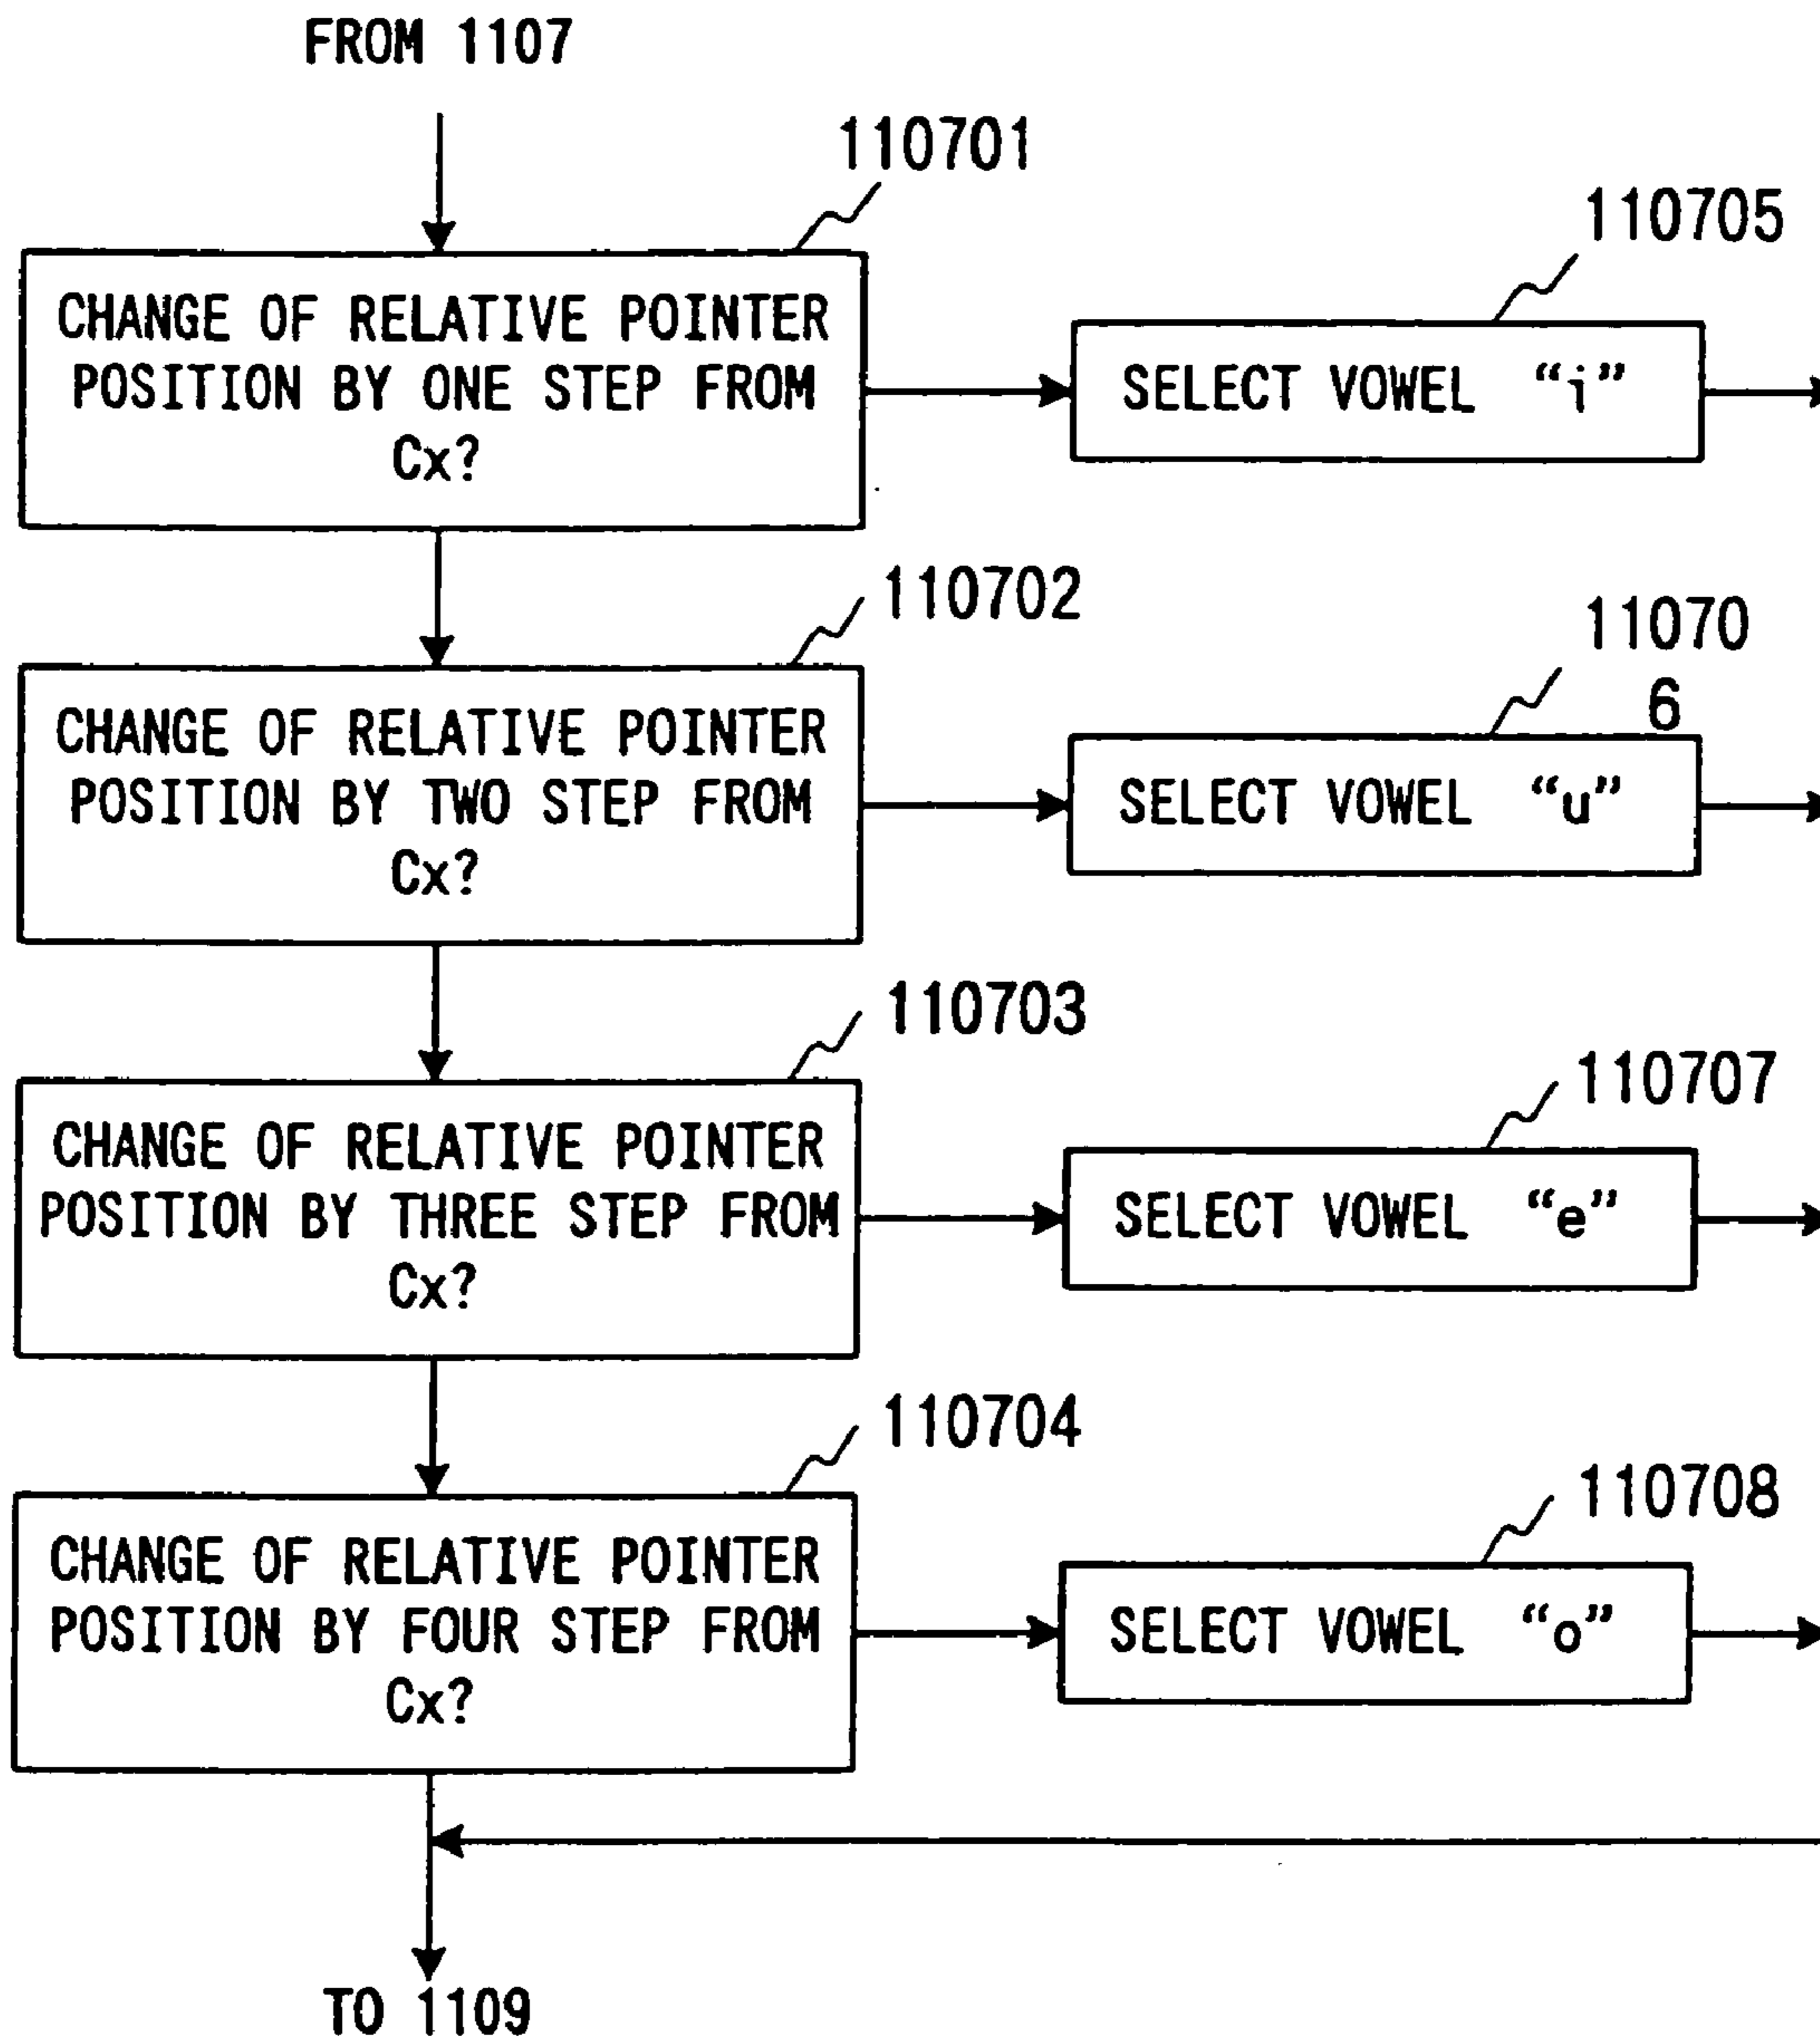 FROM 1107
110701
CHANGE OF RELATIVE POINTER
POSITION BY ONE STEP FROM
Cx?
110705
SELECT VOWEL “i”
110702
CHANGE OF RELATIVE POINTER
POSITION BY TWO STEP FROM
Cx?
11070
6
SELECT VOWEL “u”
110703
CHANGE OF RELATIVE POINTER
POSITION BY THREE STEP FROM
Cx?
110707
SELECT VOWEL “e”
110704
CHANGE OF RELATIVE POINTER
POSITION BY FOUR STEP FROM
Cx?
110708
SELECT VOWEL “o”
TO 1109